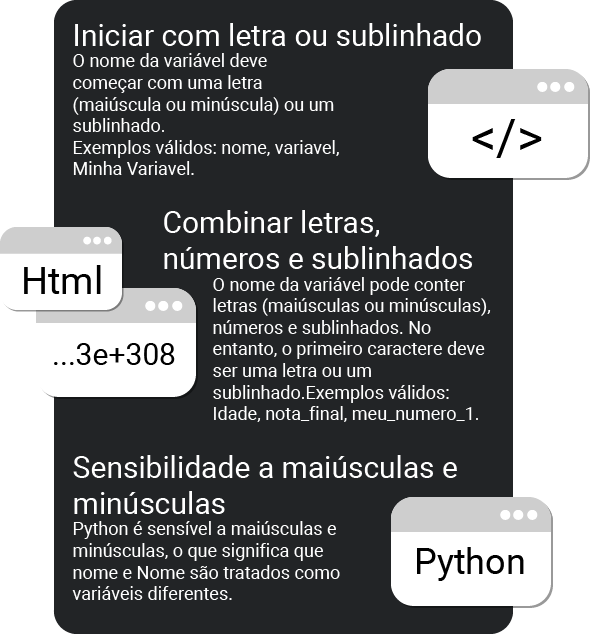 Iniciar com letra ou sublinhado
O nome da variável deve
começar com uma letra
(maiúscula ou minúscula) ou um
sublinhado.
Exemplos válidos: nome, variavel,
Minha Variavel.
</>
Combinar letras,
números e sublinhados
Html
...3e+308
O nome da variável pode conter
letras (maiúsculas ou minúsculas),
números e sublinhados. No
entanto, o primeiro caractere deve
ser uma letra ou um
sublinhado.Exemplos válidos:
Idade, nota_final, meu_numero_1.
Sensibilidade a maiúsculas e
minúsculas
Python é sensível a maiúsculas e
minúsculas, o que significa que
nome e Nome são tratados como
variáveis diferentes.
Python